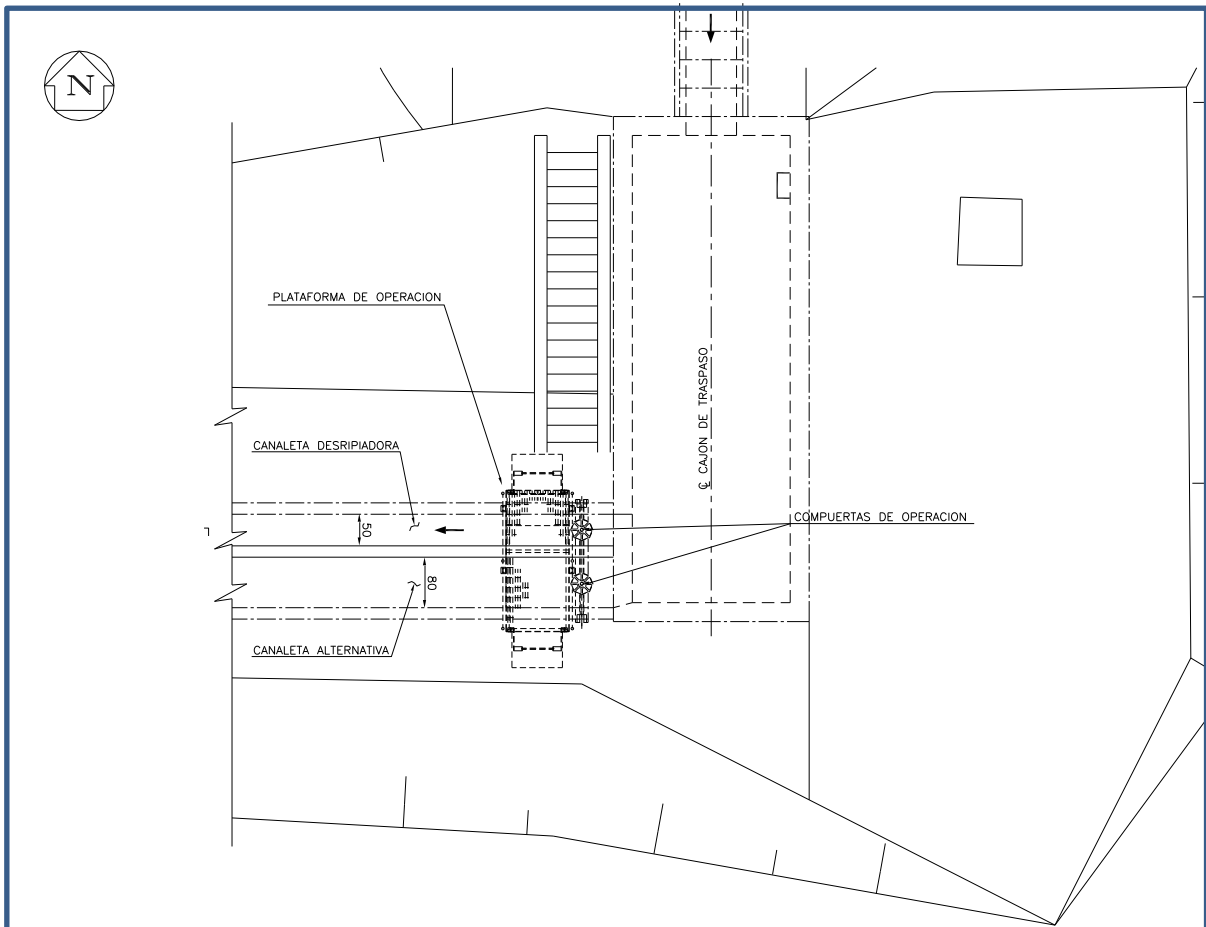 N
PLATAFORMA DE OPERACION
℄ CAJON DE TRASPASO
CANALETA DESRIPIADORA
COMPUERTAS DE OPERACION
50
80
CANALETA ALTERNATIVA